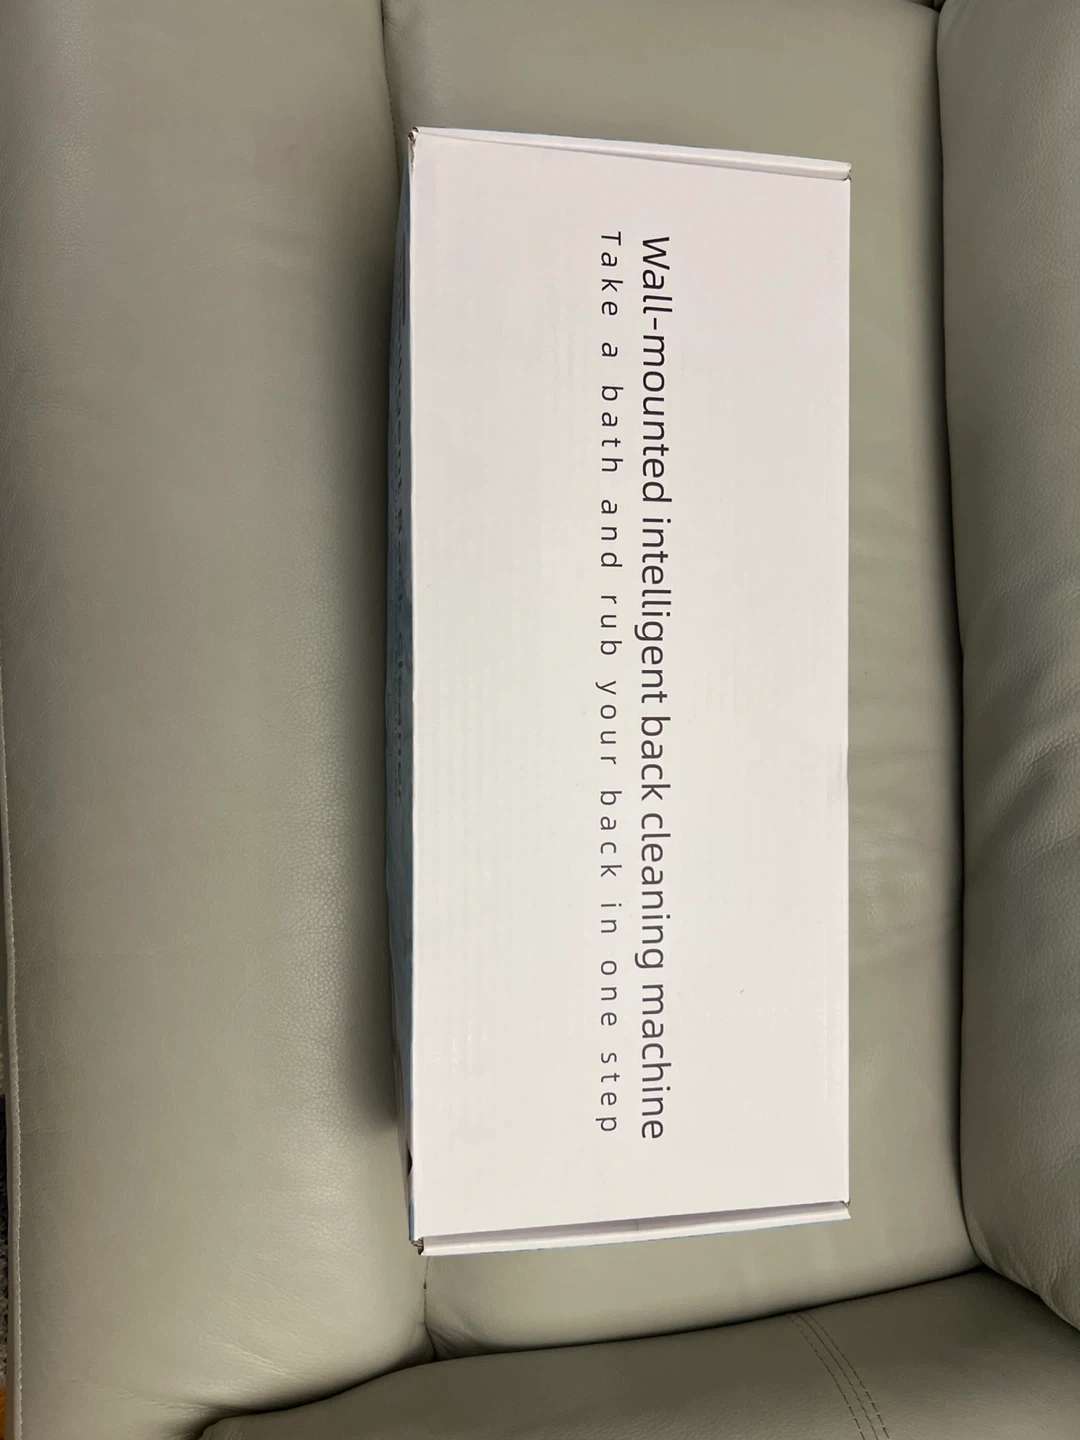 Wall-mounted intelligent back cleaning machine
Take a bath and rub your back in one step